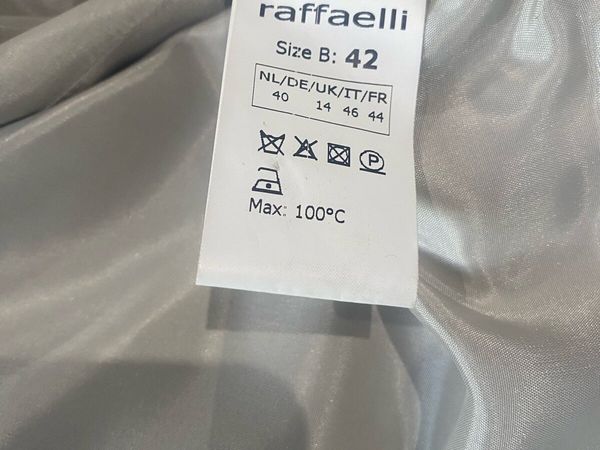 raffaelli
Size B: 42
NL/DE/UK/IT/FR
40 14 46 44
P
Max: 100°C